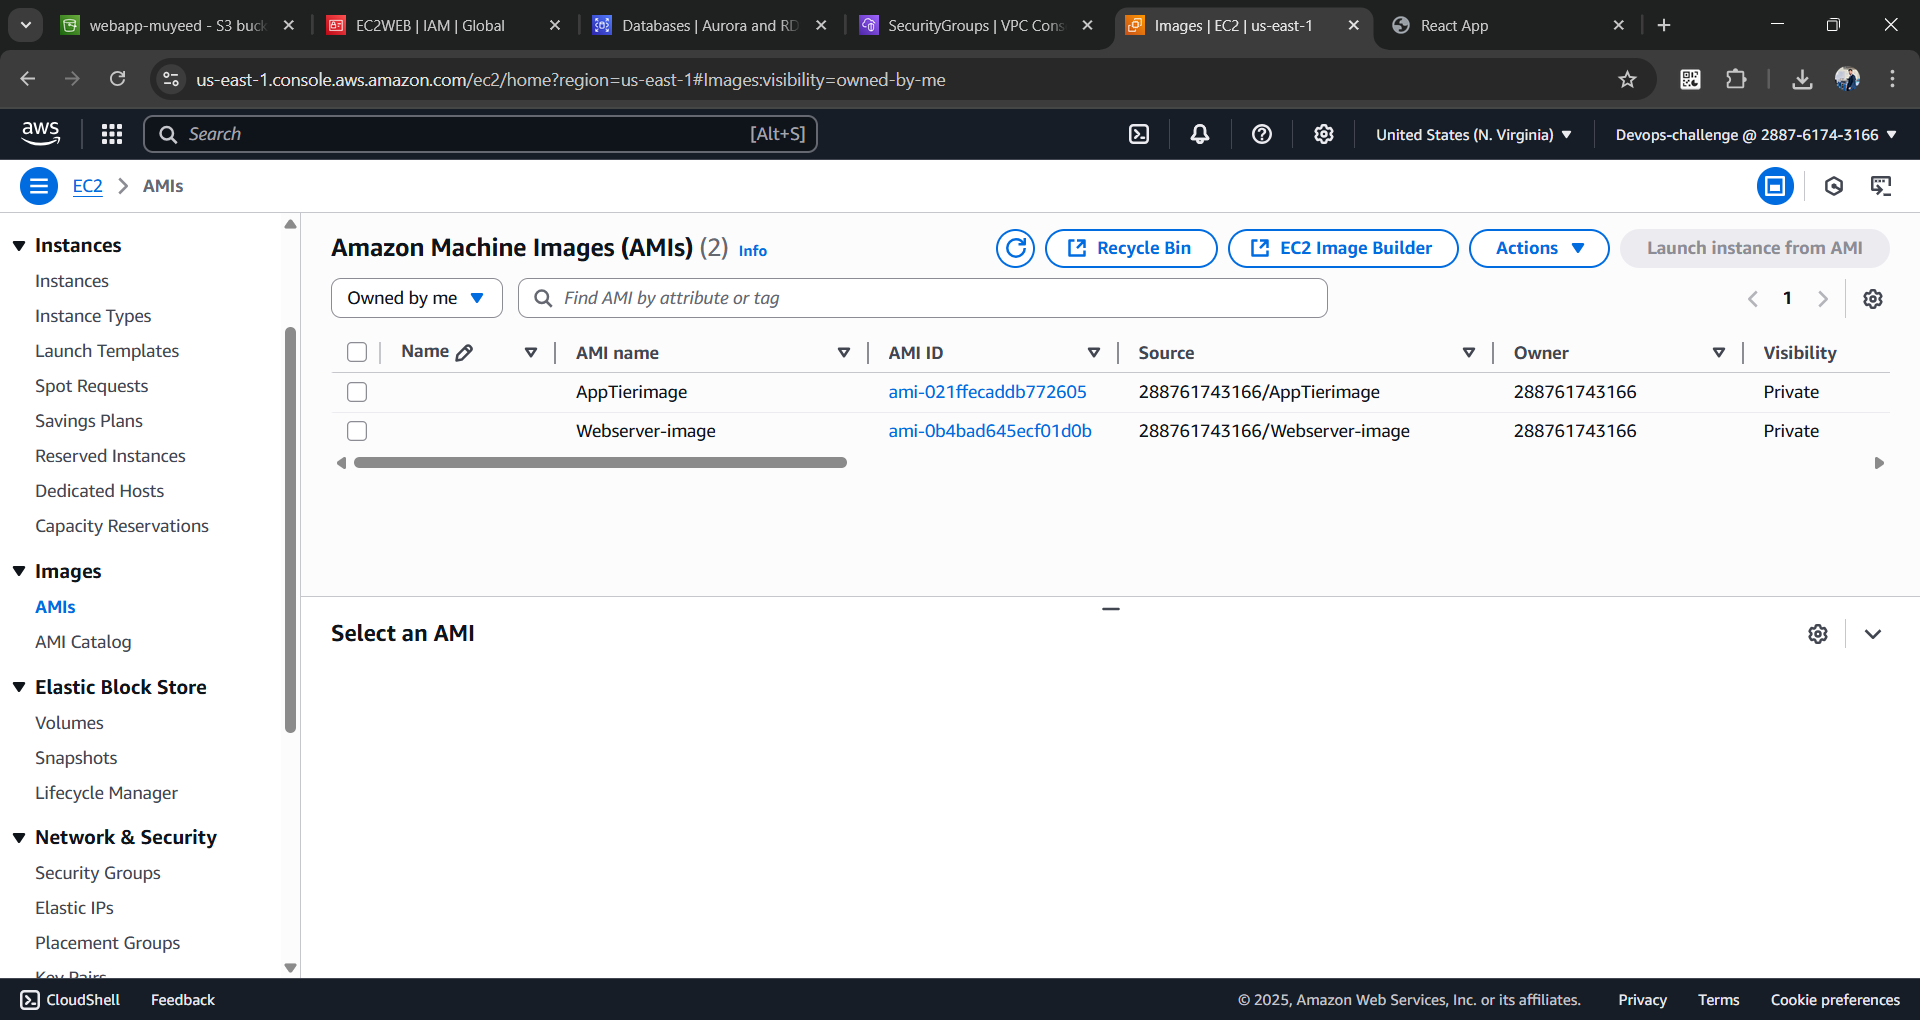 webapp-muyeed - S3 buck
EC2WEB | IAM | Global
Databases | Aurora and RD
SecurityGroups | VPC Cons
Images | EC2 | us-east-1
React App
us-east-1.console.aws.amazon.com/ec2/home?region=us-east-1#Images:visibility=owned-by-me
aws
Search
[Alt+S]
United States (N. Virginia)
Devops-challenge @ 2887-6174-3166
EC2
AMIs
Instances
Instances
Instance Types
Launch Templates
Spot Requests
Savings Plans
Reserved Instances
Dedicated Hosts
Capacity Reservations
Images
AMIs
AMI Catalog
Elastic Block Store
Volumes
Snapshots
Lifecycle Manager
Network & Security
Security Groups
Elastic IPs
Placement Groups
Key Pairs
Amazon Machine Images (AMIs) (2) Info
Recycle Bin
EC2 Image Builder
Actions
Launch instance from AMI
Owned by me
Find AMI by attribute or tag
1
Name AMI name AMI ID Source Owner Visibility
AppTierimage ami-021ffecaddb772605 288761743166/AppTierimage 288761743166 Private
Webserver-image ami-0b4bad645ecf01d0b 288761743166/Webserver-image 288761743166 Private
Select an AMI
CloudShell
Feedback
© 2025, Amazon Web Services, Inc. or its affiliates.
Privacy
Terms
Cookie preferences